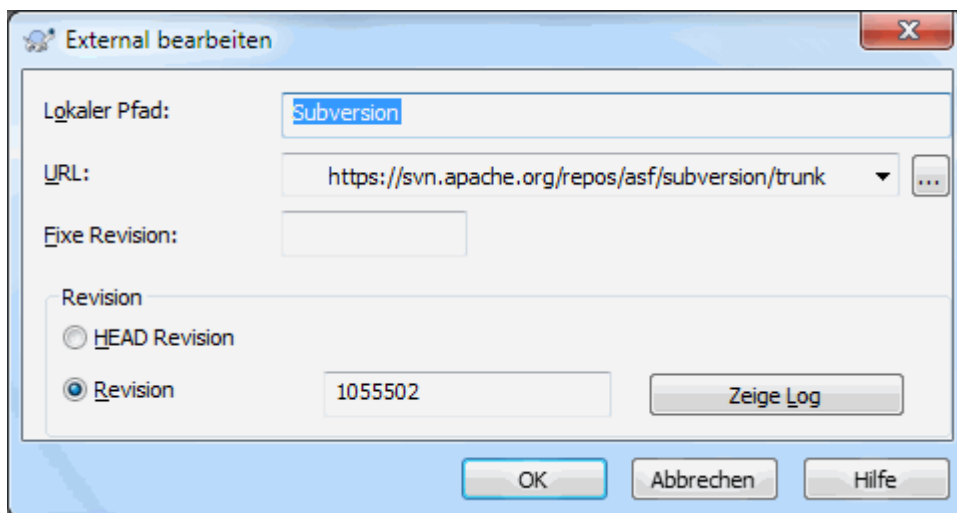 External bearbeiten
Lokaler Pfad:
Subversion
URL:
https://svn.apache.org/repos/asf/subversion/trunk
...
Fixe Revision:
Revision
HEAD Revision
Revision
1055502
Zeige Log
OK
Abbrechen
Hilfe